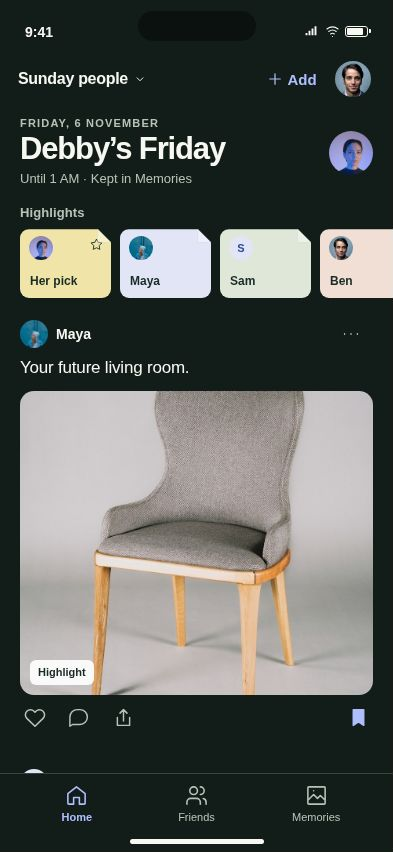 9:41
Sunday people
Add
FRIDAY, 6 NOVEMBER
Debby’s Friday
Until 1 AM · Kept in Memories
Highlights
Her pick
Maya
S
Sam
Ben
Maya
Your future living room.
Highlight
Home
Friends
Memories